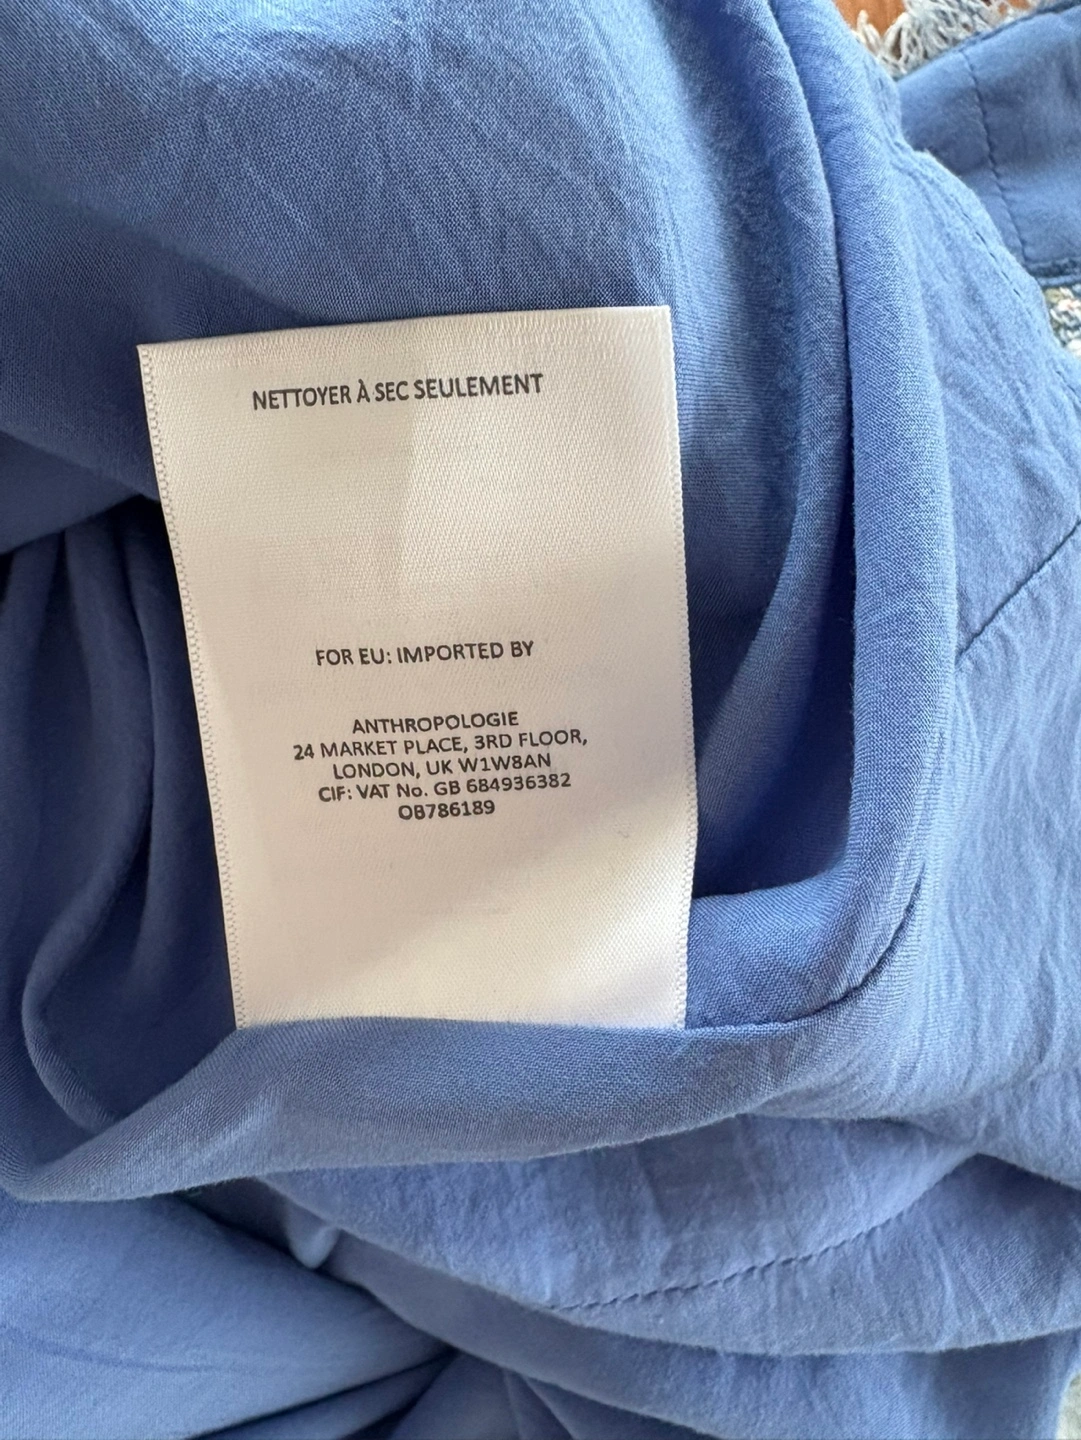 NETTOYER À SEC SEULEMENT
FOR EU: IMPORTED BY
ANTHROPOLOGIE
24 MARKET PLACE, 3RD FLOOR,
LONDON, UK W1W8AN
CIF: VAT No. GB 684936382
OB786189